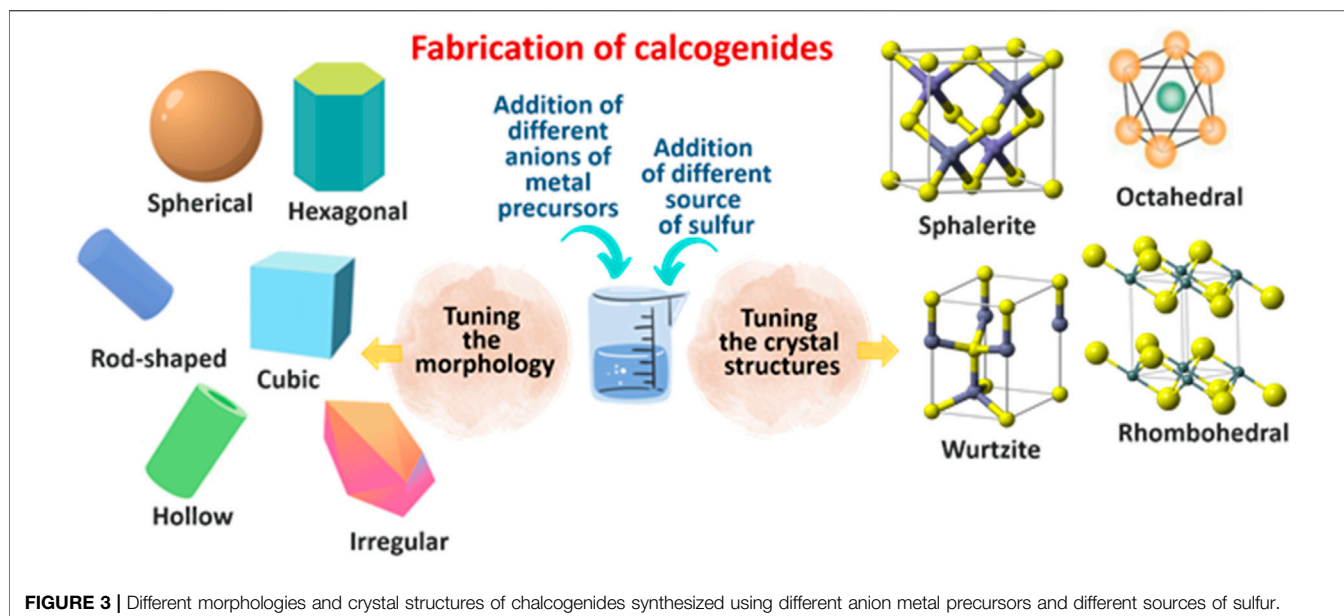 Fabrication of calcogenides
Addition of
different
anions of
metal
precursors
Addition
of different
source
of sulfur
Spherical
Hexagonal
Rod-shaped
Cubic
Hollow
Irregular
Tuning
the
morphology
Tuning
the crystal
structures
Sphalerite
Octahedral
Wurtzite
Rhombohedral
FIGURE 3 | Different morphologies and crystal structures of chalcogenides synthesized using different anion metal precursors and different sources of sulfur.